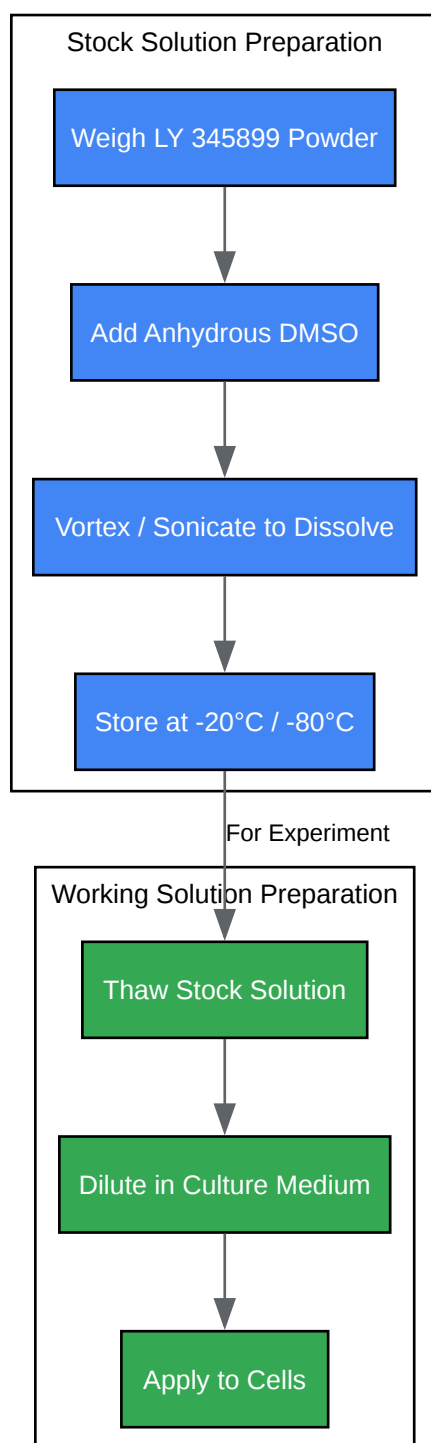 Stock Solution Preparation
Weigh LY 345899 Powder
Add Anhydrous DMSO
Vortex / Sonicate to Dissolve
Store at -20°C / -80°C
For Experiment
Working Solution Preparation
Thaw Stock Solution
Dilute in Culture Medium
Apply to Cells